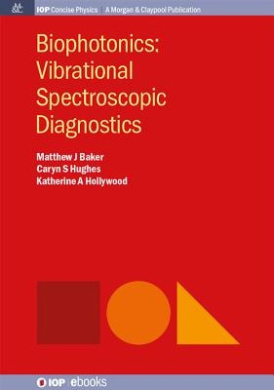 IOP Concise Physics | A Morgan & Claypool Publication
Biophotonics:
Vibrational
Spectroscopic
Diagnostics
Matthew J Baker
Caryn S Hughes
Katherine A Hollywood
IOP | ebooks